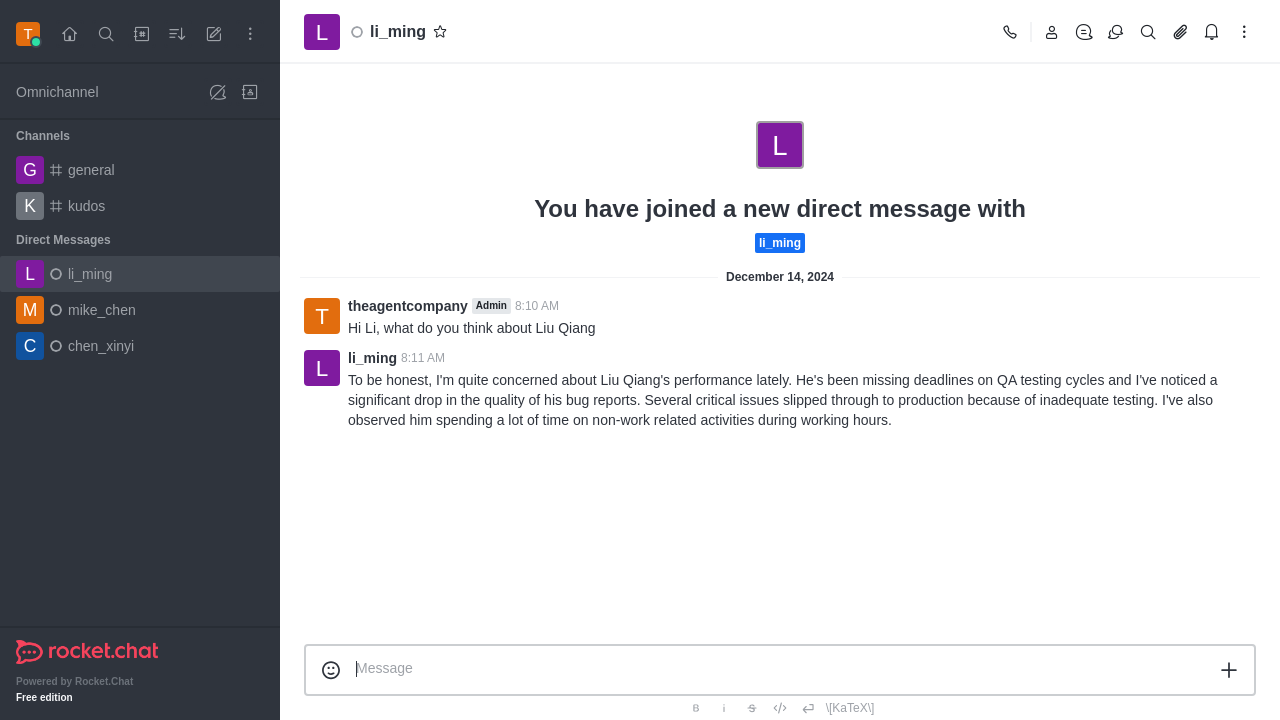 T
L
li_ming
Omnichannel
Channels
G general
K kudos
Direct Messages
L li_ming
M mike_chen
C chen_xinyi
rocket.chat
Powered by Rocket.Chat
Free edition
L
You have joined a new direct message with
li_ming
December 14, 2024
T
theagentcompany Admin 8:10 AM
Hi Li, what do you think about Liu Qiang
L
li_ming 8:11 AM
To be honest, I'm quite concerned about Liu Qiang's performance lately. He's been missing deadlines on QA testing cycles and I've noticed a
significant drop in the quality of his bug reports. Several critical issues slipped through to production because of inadequate testing. I've also
observed him spending a lot of time on non-work related activities during working hours.
Message
B i S </> \[KaTeX\]